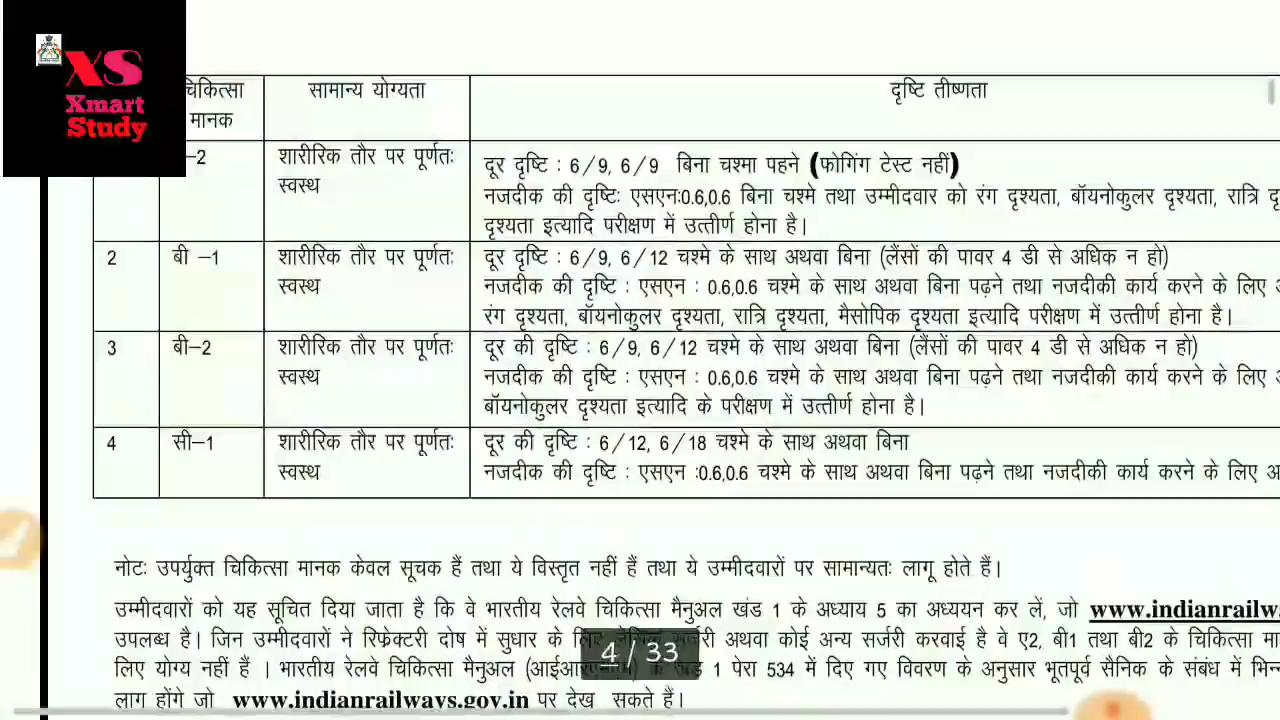 XS
Xmart
Study
चिकित्सा
मानक
सामान्य योग्यता
दृष्टि तीष्णता
–2
शारीरिक तौर पर पूर्णतः
स्वस्थ
दूर दृष्टि : 6/9, 6/9 बिना चश्मा पहने (फोगिंग टेस्ट नहीं)
नजदीक की दृष्टिः एसएनः0.6,0.6 बिना चश्मे तथा उम्मीदवार को रंग दृश्यता, बॉयनोकुलर दृश्यता, रात्रि
दृश्यता इत्यादि परीक्षण में उत्तीर्ण होना है।
2
बी –1
शारीरिक तौर पर पूर्णतः
स्वस्थ
दूर दृष्टि : 6/9, 6/12 चश्मे के साथ अथवा बिना (लैंसों की पावर 4 डी से अधिक न हो)
नजदीक की दृष्टि : एसएन : 0.6,0.6 चश्मे के साथ अथवा बिना पढ़ने तथा नजदीकी कार्य करने के लिए
रंग दृश्यता, बॉयनोकुलर दृश्यता, रात्रि दृश्यता, मैसोपिक दृश्यता इत्यादि परीक्षण में उत्तीर्ण होना है।
3
बी–2
शारीरिक तौर पर पूर्णतः
स्वस्थ
दूर की दृष्टि : 6/9, 6/12 चश्मे के साथ अथवा बिना (लैंसों की पावर 4 डी से अधिक न हो)
नजदीक की दृष्टि : एसएन : 0.6,0.6 चश्मे के साथ अथवा बिना पढ़ने तथा नजदीकी कार्य करने के लिए
बॉयनोकुलर दृश्यता इत्यादि के परीक्षण में उत्तीर्ण होना है।
4
सी–1
शारीरिक तौर पर पूर्णतः
स्वस्थ
दूर की दृष्टि : 6/12, 6/18 चश्मे के साथ अथवा बिना
नजदीक की दृष्टि : एसएन :0.6,0.6 चश्मे के साथ अथवा बिना पढ़ने तथा नजदीकी कार्य करने के लिए
नोटः उपर्युक्त चिकित्सा मानक केवल सूचक हैं तथा ये विस्तृत नहीं हैं तथा ये उम्मीदवारों पर सामान्यतः लागू होते हैं।
उम्मीदवारों को यह सूचित दिया जाता है कि वे भारतीय रेलवे चिकित्सा मैनुअल खंड 1 के अध्याय 5 का अध्ययन कर लें, जो www.indianrailwa
उपलब्ध है। जिन उम्मीदवारों ने रिफ्रेक्टरी दोष में सुधार के अथवा कोई अन्य सर्जरी करवाई है वे ए2, बी1 तथा बी2 के चिकित्सा
लिए योग्य नहीं हैं । भारतीय रेलवे चिकित्सा मैनुअल 1 पेरा 534 में दिए गए विवरण के अनुसार भूतपूर्व सैनिक के संबंध में
लाग होंगे जो www.indianrailways.gov.in पर देख सकते हैं।
4 / 33